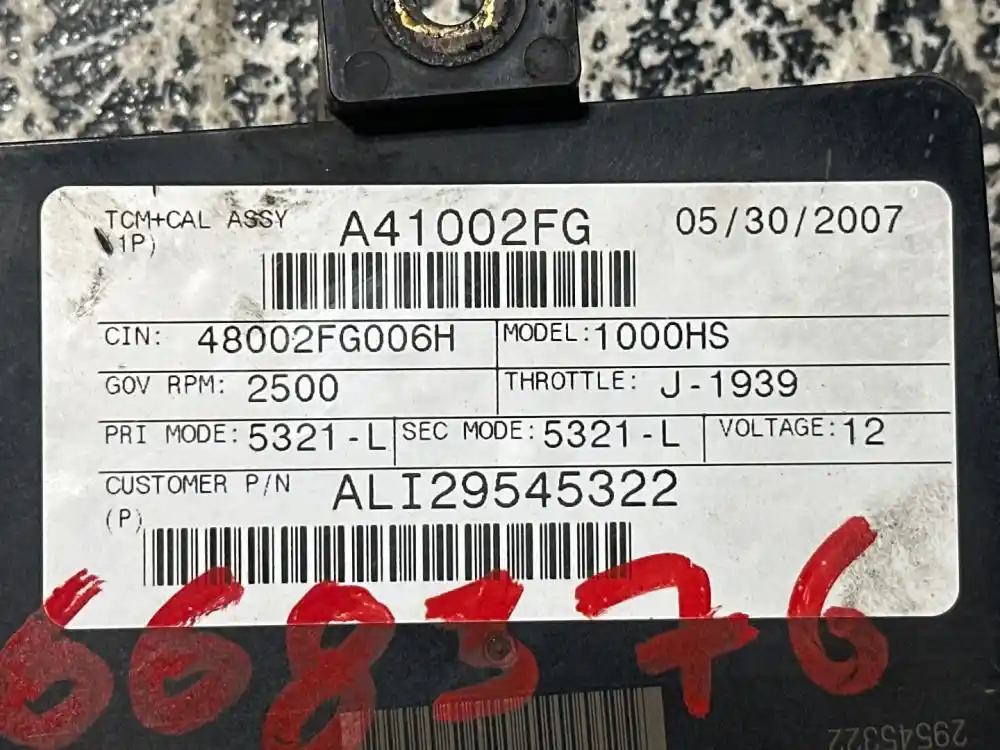 TCM+CAL ASSY A41002FG 05/30/2007
(1P)
CIN: 48002FG006H MODEL: 1000HS
GOV RPM: 2500 THROTTLE: J-1939
PRI MODE: 5321-L SEC MODE: 5321-L VOLTAGE: 12
CUSTOMER P/N ALI29545322
(P)
668376
29545322